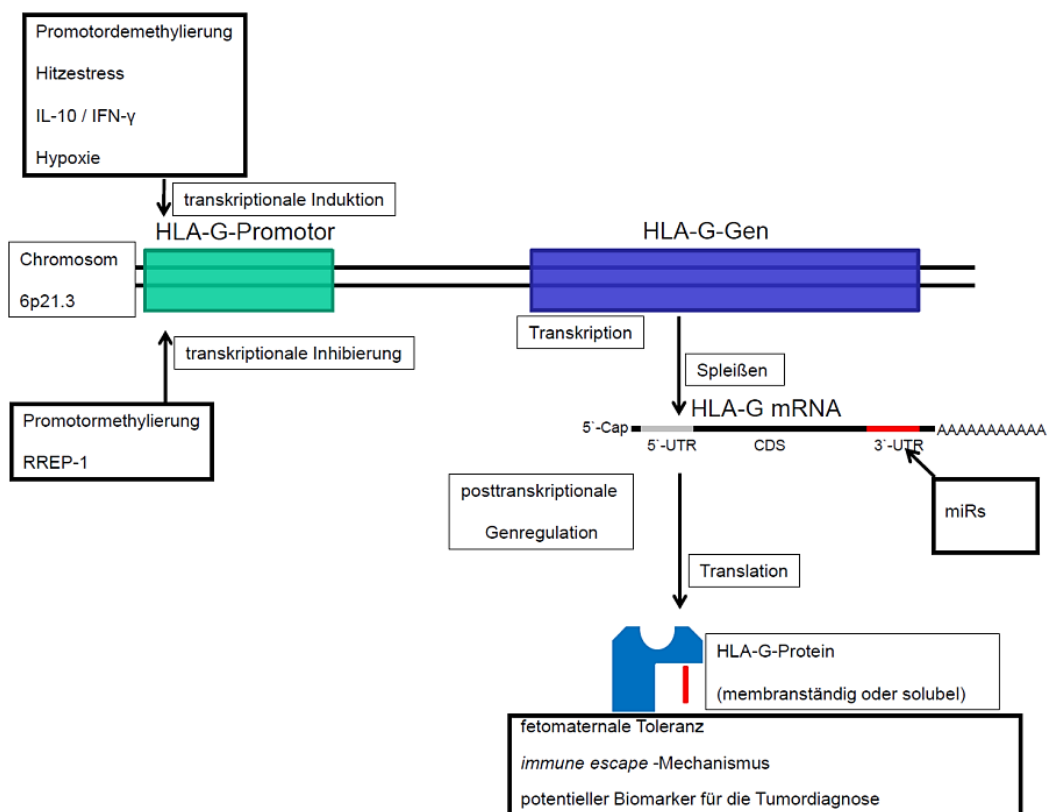 Promotordemethylierung
Hitzestress
IL-10 / IFN-γ
Hypoxie
transkriptionale Induktion
HLA-G-Promotor
HLA-G-Gen
Chromosom
6p21.3
Transkription
transkriptionale Inhibierung
Spleißen
Promotormethylierung
RREP-1
HLA-G mRNA
5`-Cap
AAAAAAAAAAA
5`-UTR
CDS
3`-UTR
posttranskriptionale
Genregulation
miRs
Translation
HLA-G-Protein
(membranständig oder solubel)
fetomaternale Toleranz
immune escape -Mechanismus
potentieller Biomarker für die Tumordiagnose